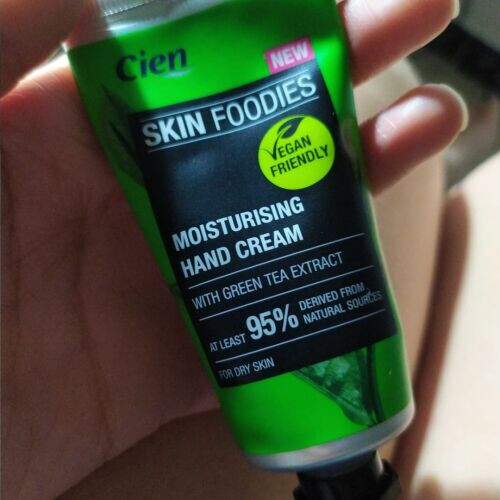 Cien
NEW
SKIN FOODIES
VEGAN
FRIENDLY
MOISTURISING
HAND CREAM
WITH GREEN TEA EXTRACT
AT LEAST 95% DERIVED FROM
NATURAL SOURCES
FOR DRY SKIN